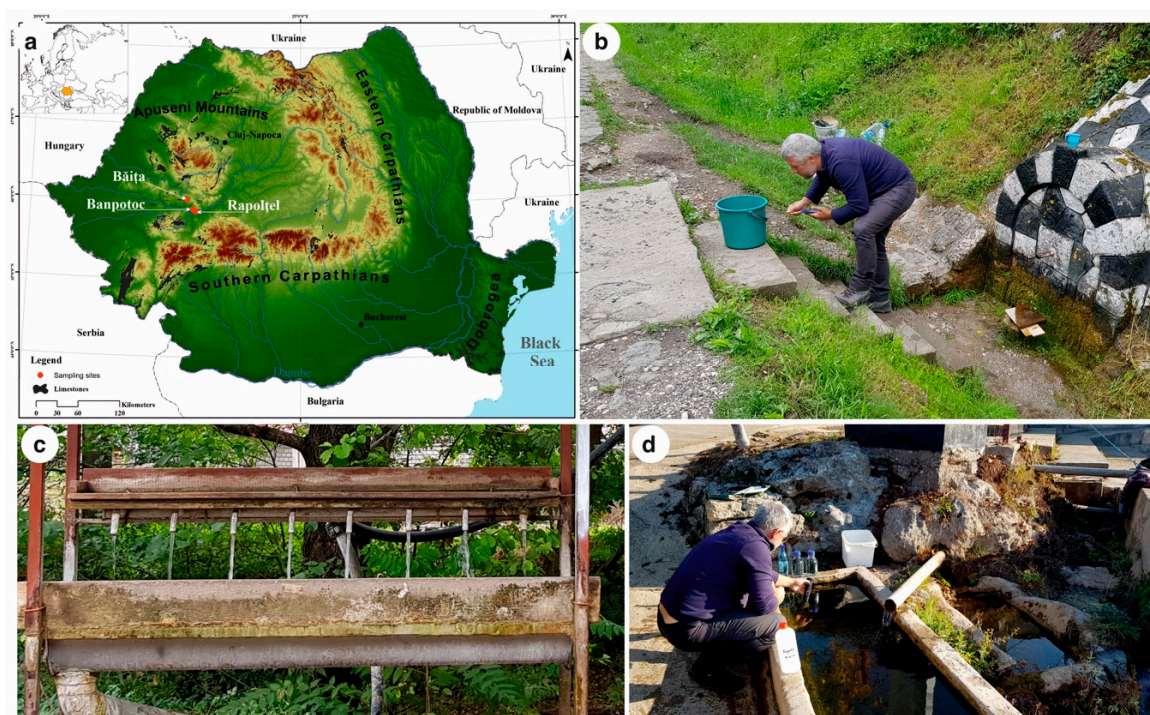 a
Ukraine
N
Ukraine
Republic of Moldova
Eastern Carpathians
Apuseni Mountains
Cluj-Napoca
Hungary
Băița
Banpotoc
Rapolțel
Ukraine
Southern Carpathians
Bucharest
Dobrogea
Serbia
Black
Sea
Legend
Sampling sites
Limestones
Danube
Kilometers
0 30 60 120
Bulgaria
b
c
d